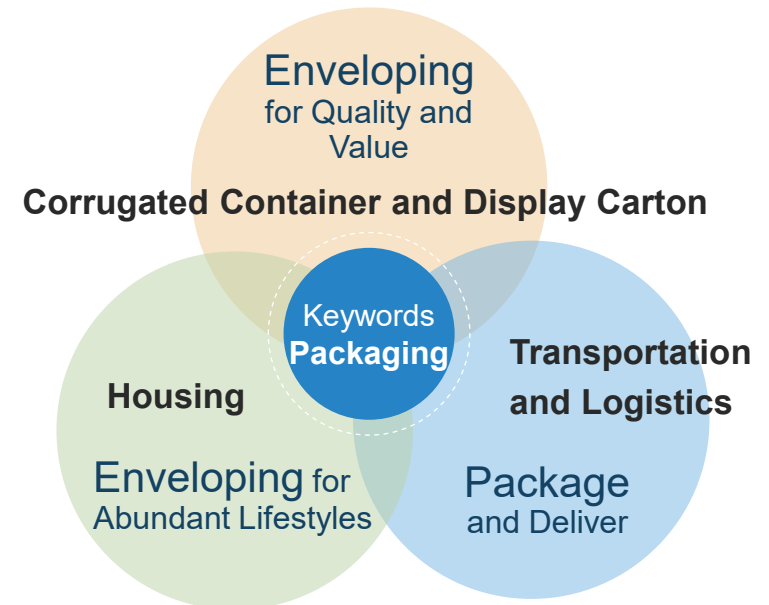 Enveloping
for Quality and
Value
Corrugated Container and Display Carton
Keywords
Packaging
Housing
Enveloping for
Abundant Lifestyles
Transportation
and Logistics
Package
and Deliver